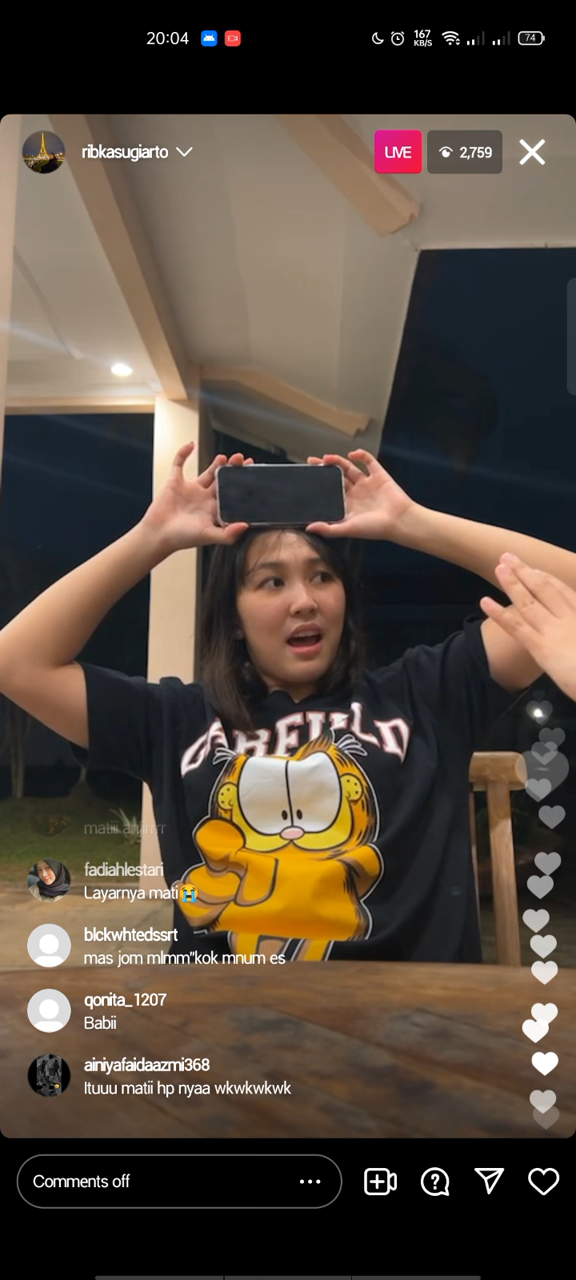 20:04
167
KB/S
74
ribkasugiarto
LIVE
2,759
GARFIELD
fadiahlestari
Layarnya mati😭
blckwhtedssrt
mas jom mlmm"kok mnum es
qonita_1207
Babii
ainiyafaidaazmi368
Ituuu matii hp nyaa wkwkwkwk
Comments off